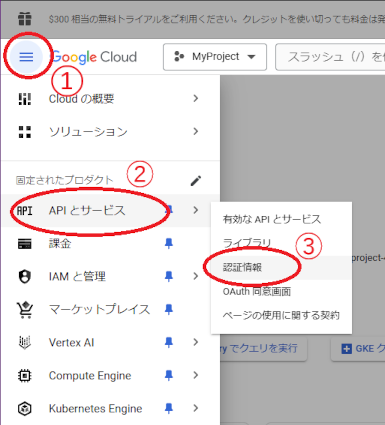 $300 相当の無料トライアルをご利用ください。クレジットを使い切っても料金は発
Google Cloud
MyProject
スラッシュ（/）を使
①
Cloud の概要
ソリューション
固定されたプロダクト
②
API API とサービス
課金
IAM と管理
マーケットプレイス
Vertex AI
Compute Engine
Kubernetes Engine
有効な API とサービス
③
ライブラリ
認証情報
OAuth 同意画面
ページの使用に関する契約
project-
ry でクエリを実行
GKE ク